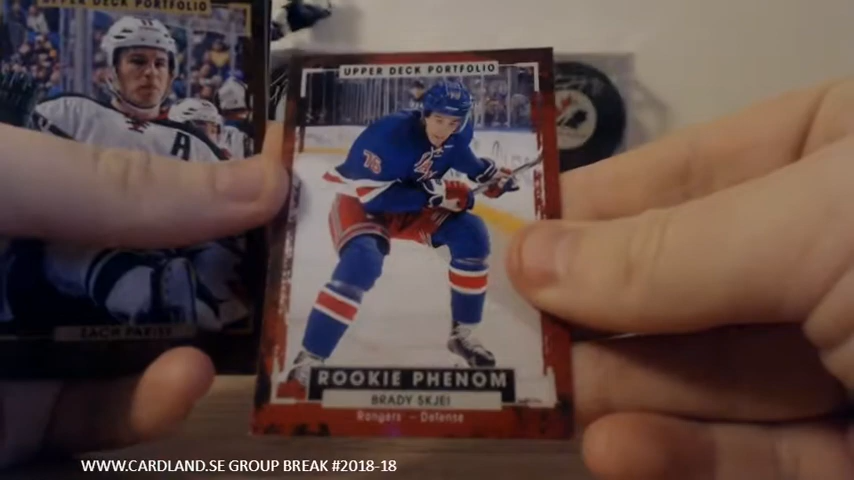 UPPER DECK PORTFOLIO
A
ZACH PARISE
UPPER DECK PORTFOLIO
76
ROOKIE PHENOM
BRADY SKJEI
Rangers - Defense
WWW.CARDLAND.SE GROUP BREAK #2018-18